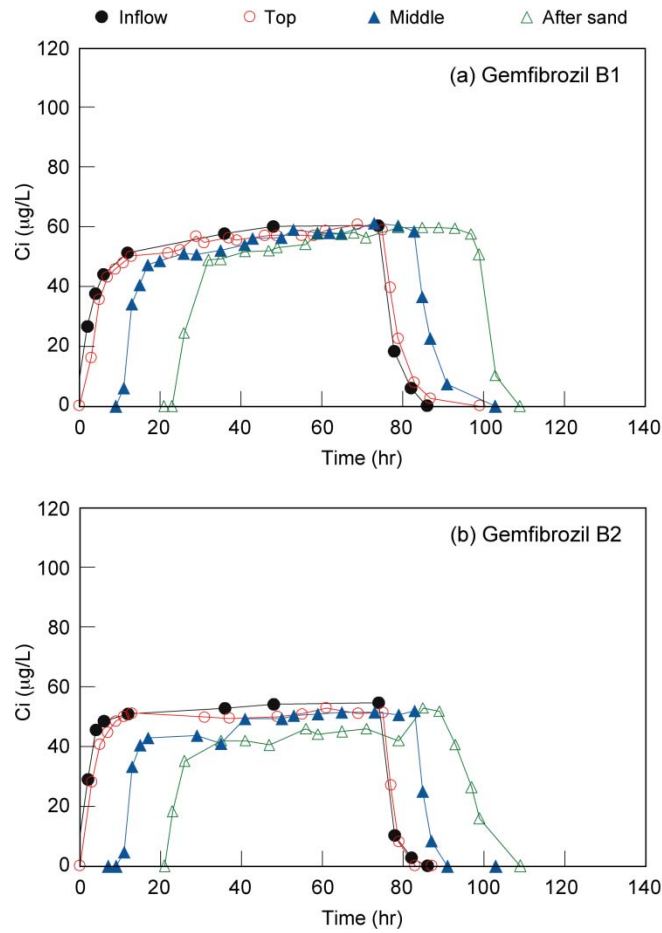 Inflow Top Middle After sand
120
(a) Gemfibrozil B1
100
80
Ci (μg/L)
60
40
20
0
0 20 40 60 80 100 120 140
Time (hr)
120
(b) Gemfibrozil B2
100
80
Ci (μg/L)
60
40
20
0
0 20 40 60 80 100 120 140
Time (hr)